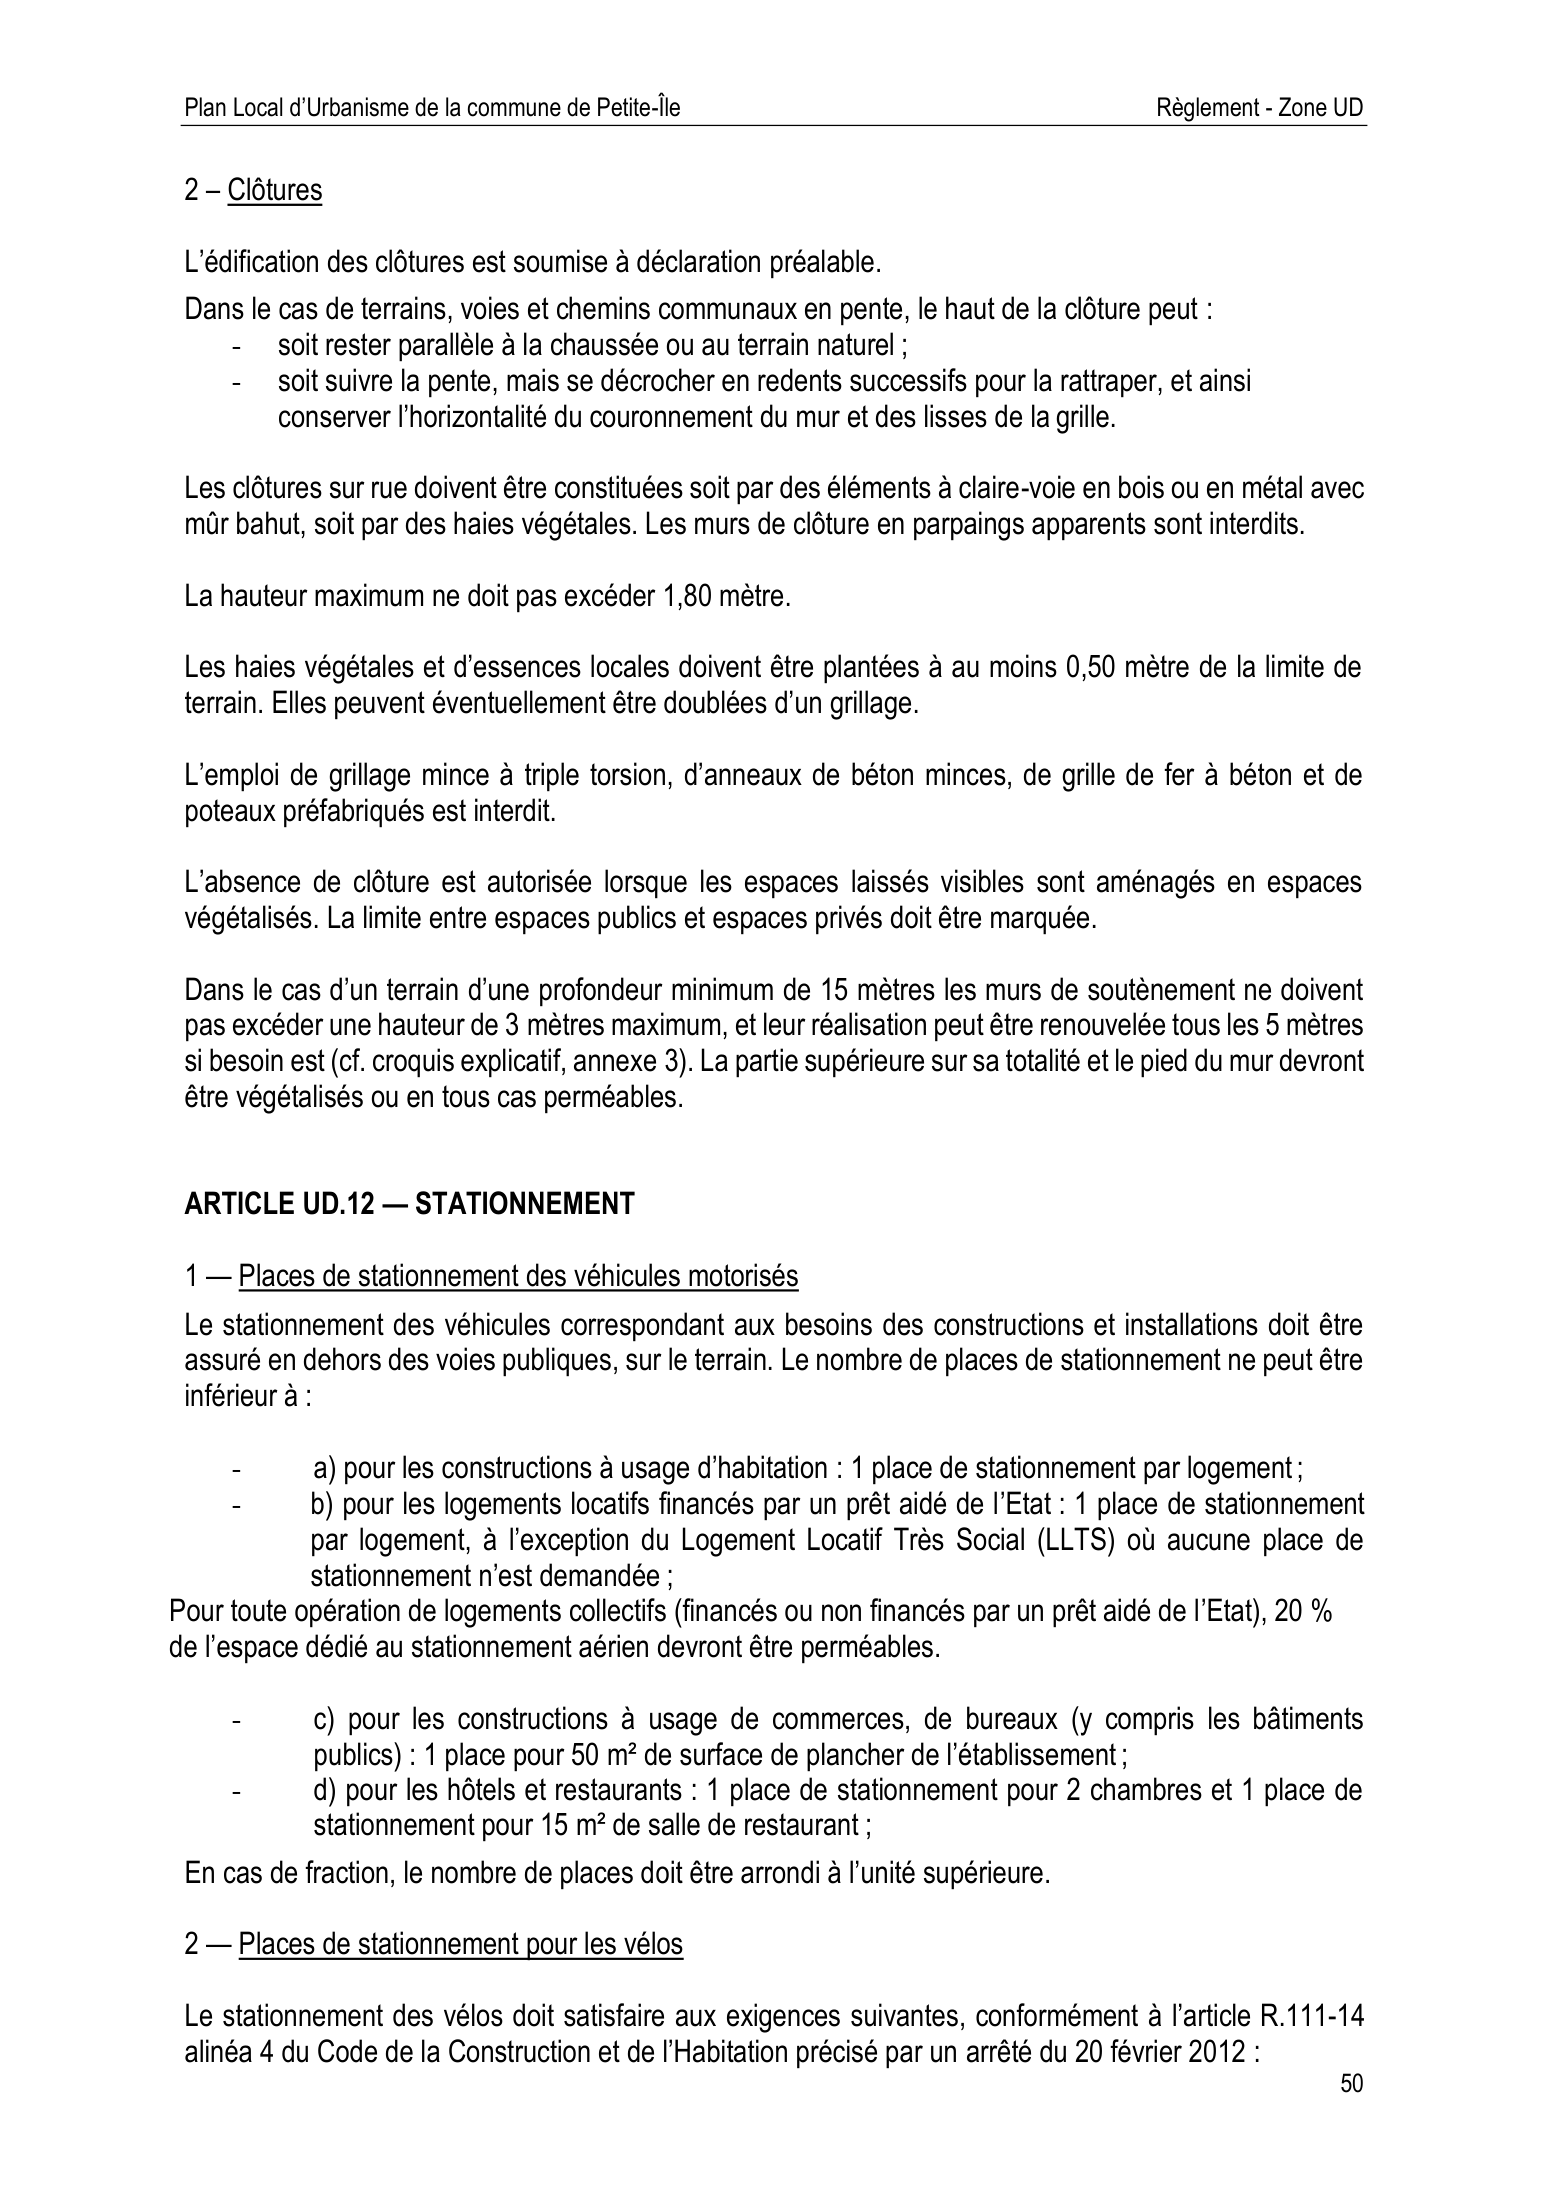 Plan Local d’Urbanisme de la commune de Petite-Île Règlement - Zone UD
2 – Clôtures
L’édification des clôtures est soumise à déclaration préalable.
Dans le cas de terrains, voies et chemins communaux en pente, le haut de la clôture peut :
- soit rester parallèle à la chaussée ou au terrain naturel ;
- soit suivre la pente, mais se décrocher en redents successifs pour la rattraper, et ainsi
conserver l’horizontalité du couronnement du mur et des lisses de la grille.
Les clôtures sur rue doivent être constituées soit par des éléments à claire-voie en bois ou en métal avec
mûr bahut, soit par des haies végétales. Les murs de clôture en parpaings apparents sont interdits.
La hauteur maximum ne doit pas excéder 1,80 mètre.
Les haies végétales et d’essences locales doivent être plantées à au moins 0,50 mètre de la limite de
terrain. Elles peuvent éventuellement être doublées d’un grillage.
L’emploi de grillage mince à triple torsion, d’anneaux de béton minces, de grille de fer à béton et de
poteaux préfabriqués est interdit.
L’absence de clôture est autorisée lorsque les espaces laissés visibles sont aménagés en espaces
végétalisés. La limite entre espaces publics et espaces privés doit être marquée.
Dans le cas d’un terrain d’une profondeur minimum de 15 mètres les murs de soutènement ne doivent
pas excéder une hauteur de 3 mètres maximum, et leur réalisation peut être renouvelée tous les 5 mètres
si besoin est (cf. croquis explicatif, annexe 3). La partie supérieure sur sa totalité et le pied du mur devront
être végétalisés ou en tous cas perméables.
ARTICLE UD.12 — STATIONNEMENT
1 — Places de stationnement des véhicules motorisés
Le stationnement des véhicules correspondant aux besoins des constructions et installations doit être
assuré en dehors des voies publiques, sur le terrain. Le nombre de places de stationnement ne peut être
inférieur à :
- a) pour les constructions à usage d’habitation : 1 place de stationnement par logement ;
- b) pour les logements locatifs financés par un prêt aidé de l’Etat : 1 place de stationnement
par logement, à l’exception du Logement Locatif Très Social (LLTS) où aucune place de
stationnement n’est demandée ;
Pour toute opération de logements collectifs (financés ou non financés par un prêt aidé de l’Etat), 20 %
de l’espace dédié au stationnement aérien devront être perméables.
- c) pour les constructions à usage de commerces, de bureaux (y compris les bâtiments
publics) : 1 place pour 50 m² de surface de plancher de l’établissement ;
- d) pour les hôtels et restaurants : 1 place de stationnement pour 2 chambres et 1 place de
stationnement pour 15 m² de salle de restaurant ;
En cas de fraction, le nombre de places doit être arrondi à l’unité supérieure.
2 — Places de stationnement pour les vélos
Le stationnement des vélos doit satisfaire aux exigences suivantes, conformément à l’article R.111-14
alinéa 4 du Code de la Construction et de l’Habitation précisé par un arrêté du 20 février 2012 :
50